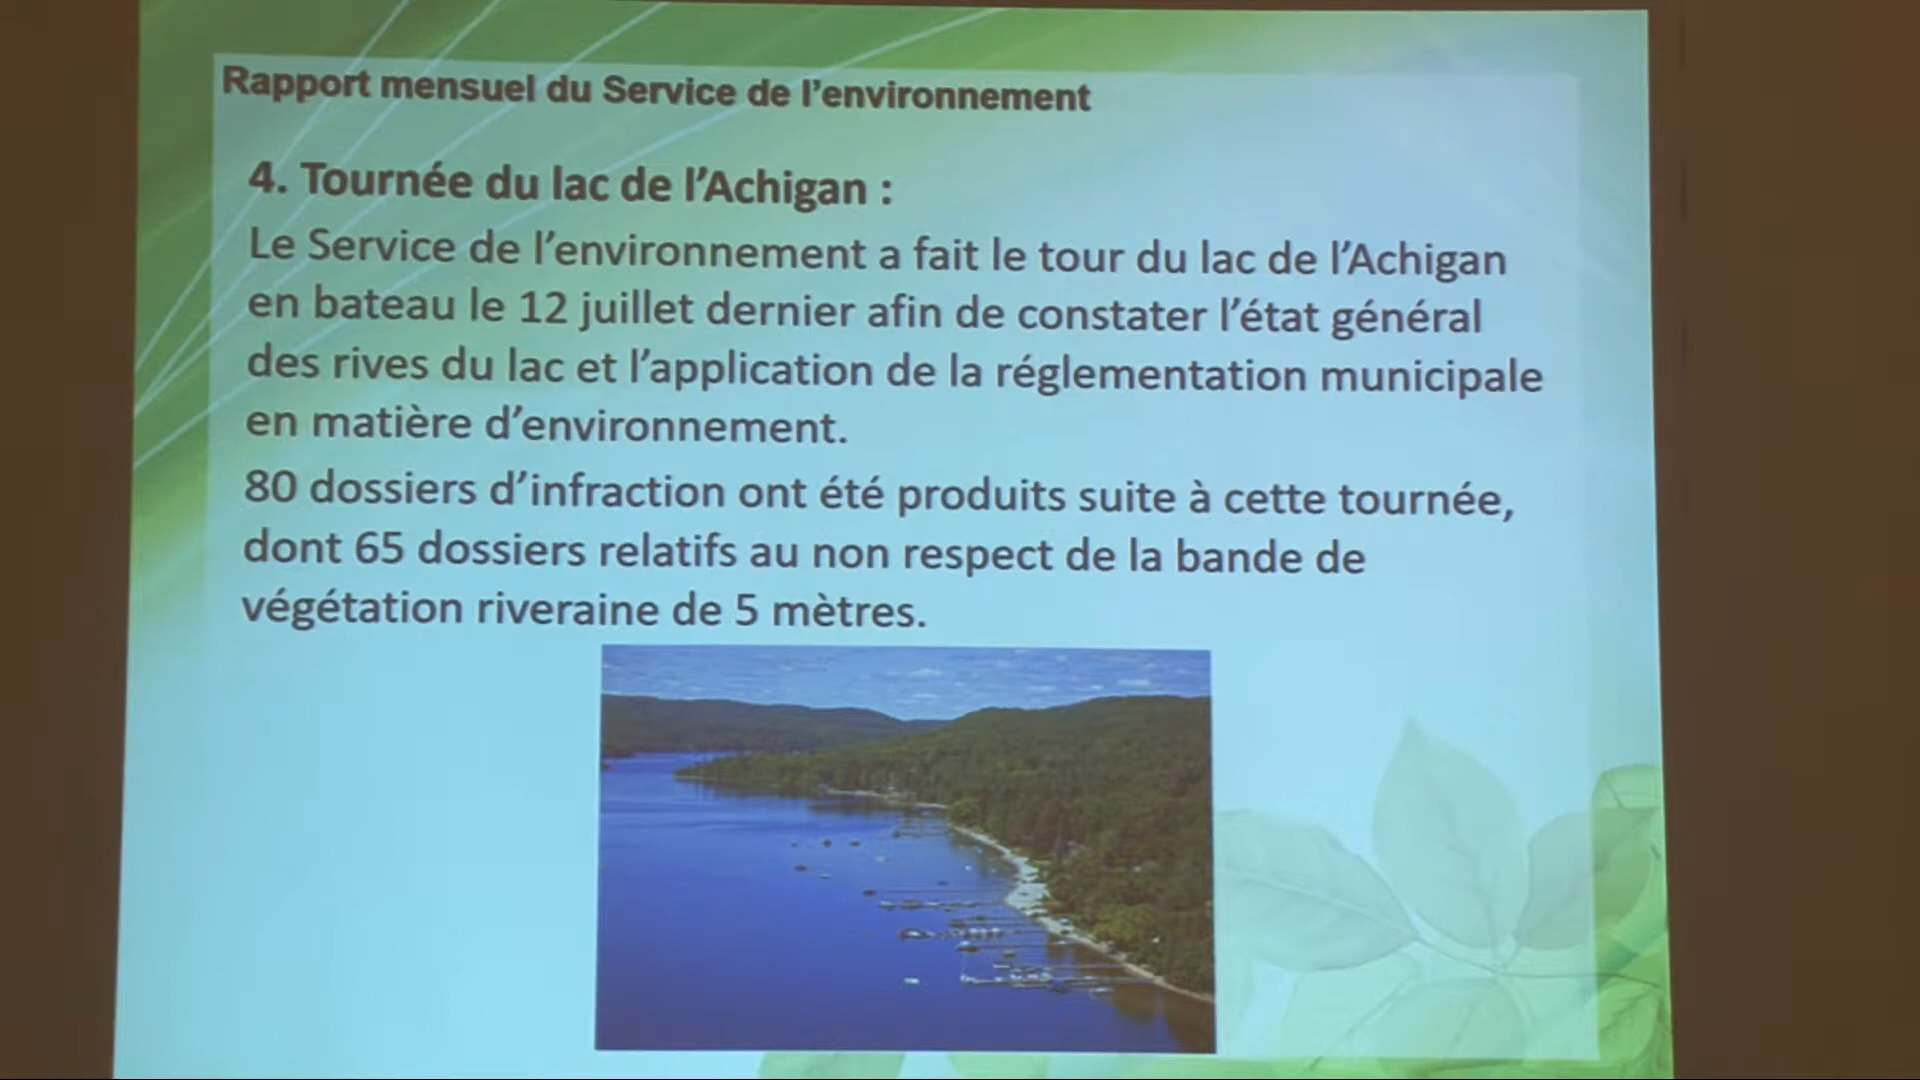 Rapport mensuel du Service de l'environnement
4. Tournée du lac de l'Achigan :
Le Service de l'environnement a fait le tour du lac de l'Achigan
en bateau le 12 juillet dernier afin de constater l'état général
des rives du lac et l'application de la réglementation municipale
en matière d'environnement.
80 dossiers d'infraction ont été produits suite à cette tournée,
dont 65 dossiers relatifs au non respect de la bande de
végétation riveraine de 5 mètres.